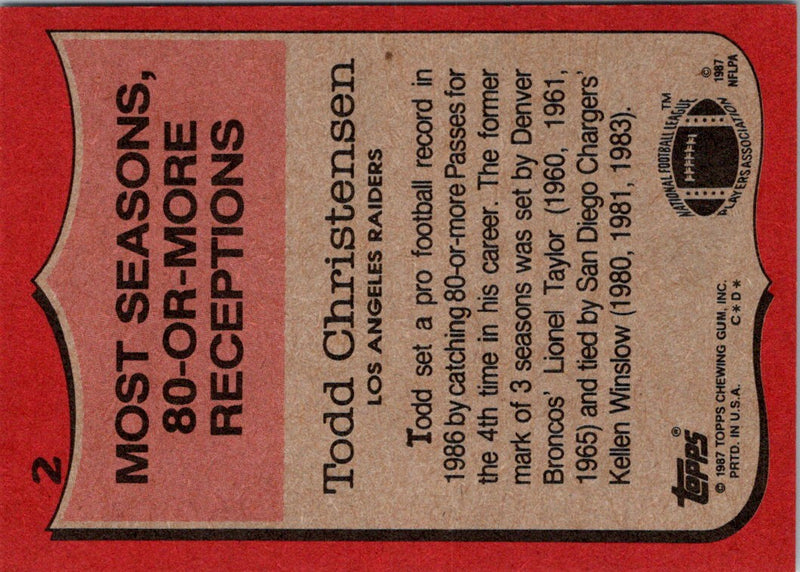 2
MOST SEASONS,
80-OR-MORE
RECEPTIONS
Todd Christensen
LOS ANGELES RAIDERS
Todd set a pro football record in
1986 by catching 80-or-more Passes for
the 4th time in his career. The former
mark of 3 seasons was set by Denver
Broncos' Lionel Taylor (1960, 1961,
1965) and tied by San Diego Chargers'
Kellen Winslow (1980, 1981, 1983).
topps®
© 1987 TOPPS CHEWING GUM, INC.
PRTD. IN U.S.A. C*D*
NATIONAL FOOTBALL LEAGUE™
PLAYERS ASSOCIATION
© 1987
NFLPA